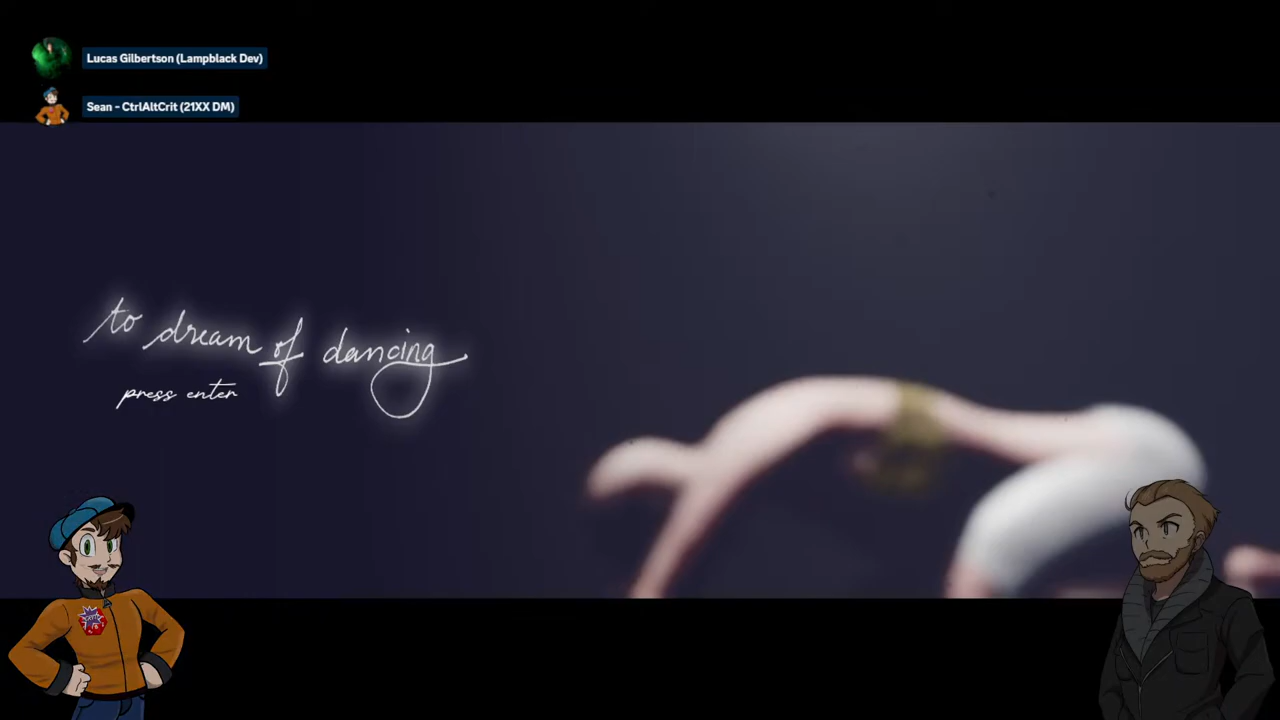 Lucas Gilbertson (Lampblack Dev)
Sean - CtrlAltCrit (21XX DM)
to dream of dancing
press enter